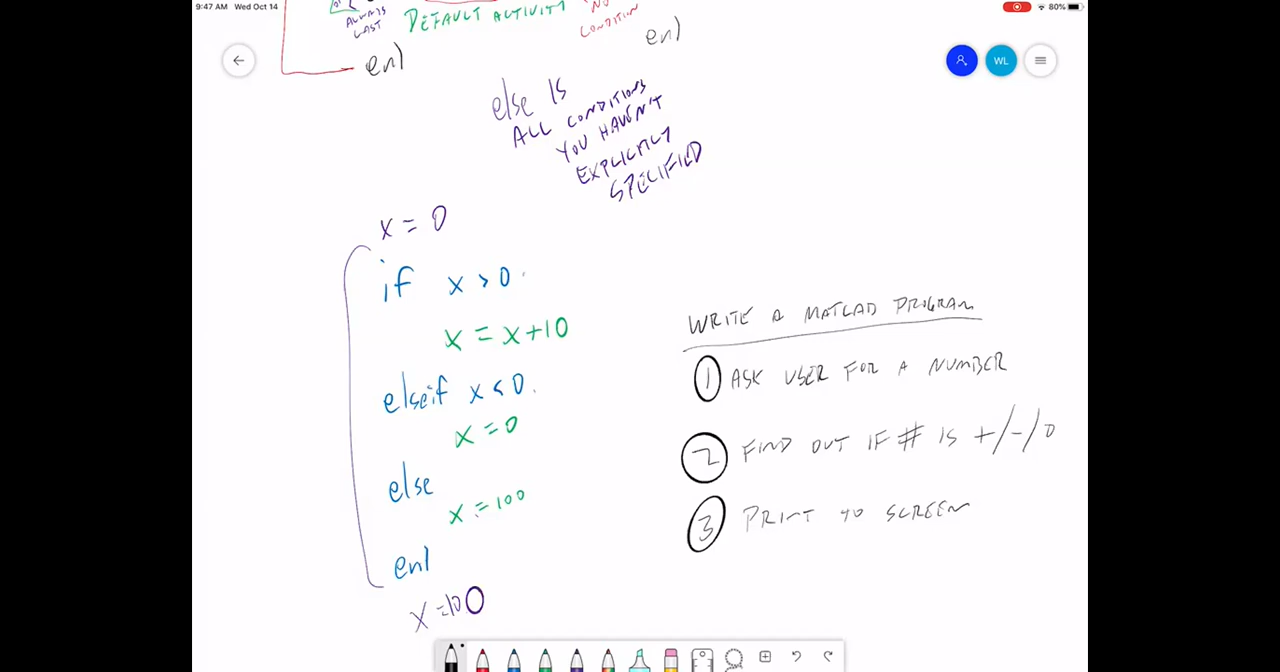 9:47 AM Wed Oct 14
80%
ALWAYS
LAST
DEFAULT ACTIVITY
NO
CONDITION
end
end
WL
else IS
ALL CONDITIONS
YOU HAVEN'T
EXPLICITLY
SPECIFIED
x = 0
if x > 0
x = x+10
elseif x < 0
x = 0
else
x = 100
end
x = 100
WRITE A MATLAB PROGRAM
1 ASK USER FOR A NUMBER
2 FIND OUT IF # IS +/-/0
3 PRINT TO SCREEN